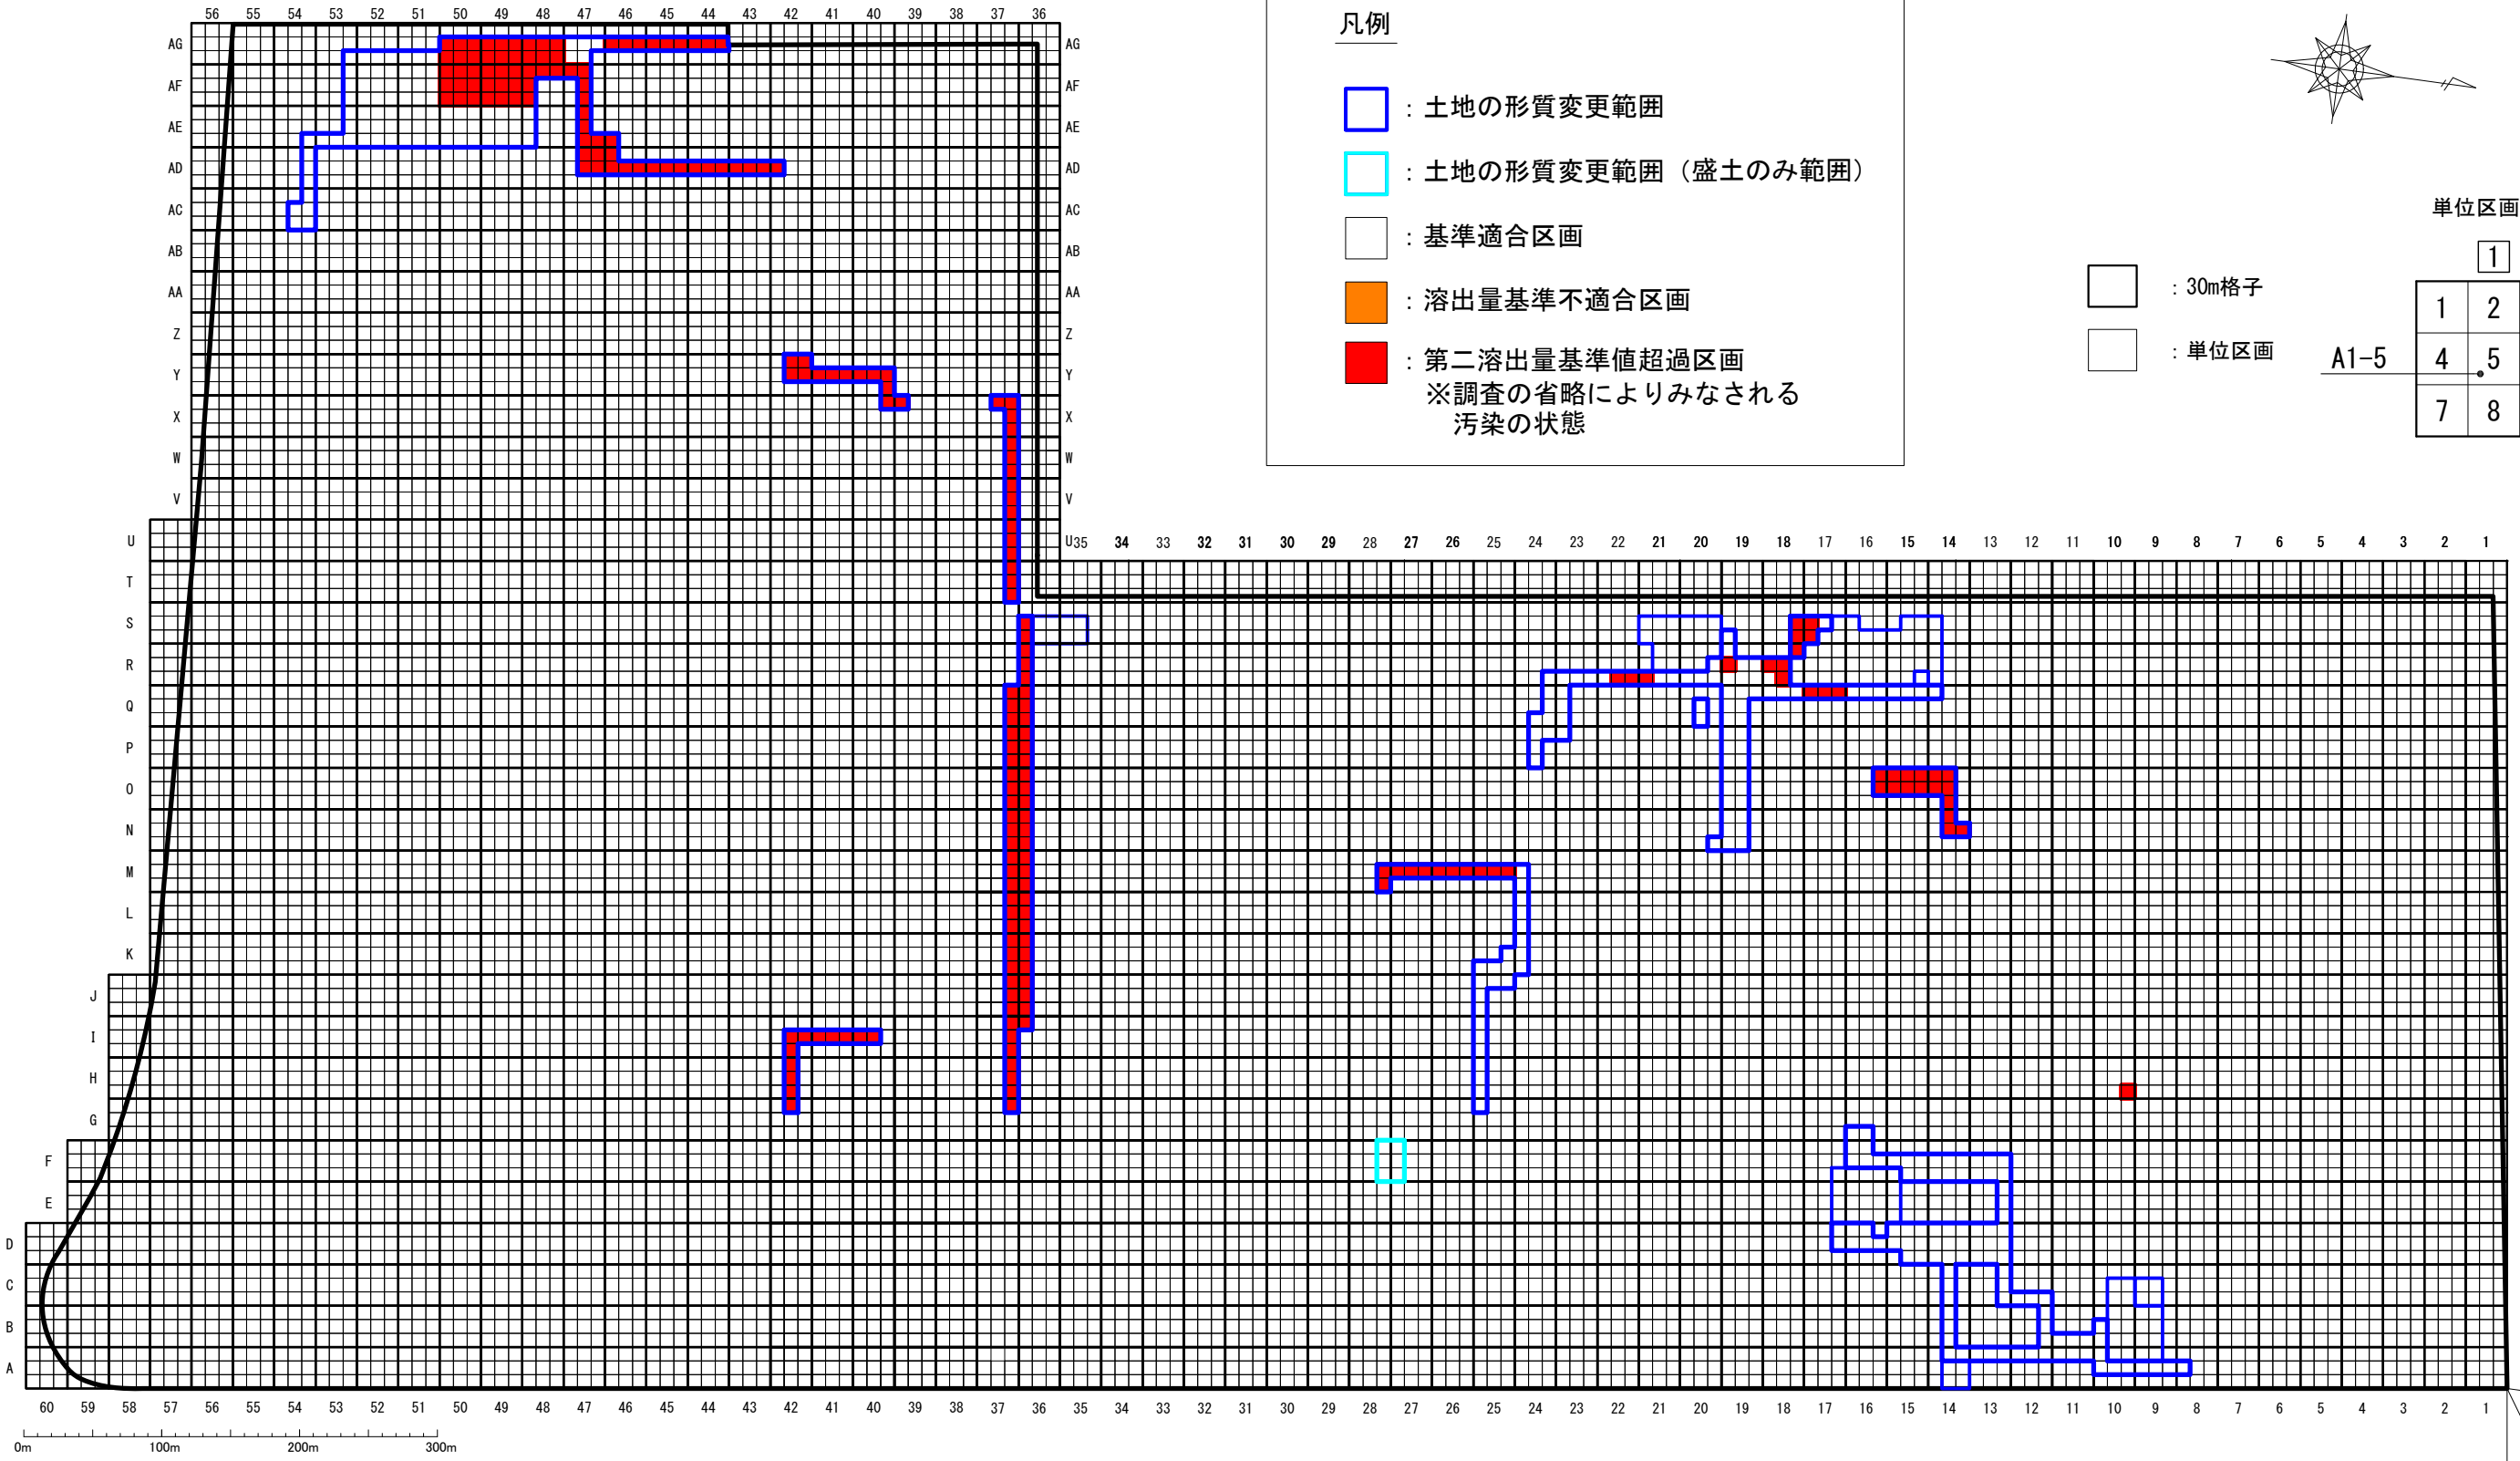 56 55 54 53 52 51 50 49 48 47 46 45 44 43 42 41 40 39 38 37 36
AG AG
AF AF
AE AE
AD AD
AC AC
AB AB
AA AA
Z Z
Y Y
X X
W W
V V
U U 35 34 33 32 31 30 29 28 27 26 25 24 23 22 21 20 19 18 17 16 15 14 13 12 11 10 9 8 7 6 5 4 3 2 1
T
S
R
Q
P
O
N
M
L
K
J
I
H
G
F
E
D
C
B
A
60 59 58 57 56 55 54 53 52 51 50 49 48 47 46 45 44 43 42 41 40 39 38 37 36 35 34 33 32 31 30 29 28 27 26 25 24 23 22 21 20 19 18 17 16 15 14 13 12 11 10 9 8 7 6 5 4 3 2 1
0m 100m 200m 300m
凡例
：土地の形質変更範囲
：土地の形質変更範囲（盛土のみ範囲）
：基準適合区画
：溶出量基準不適合区画
：第二溶出量基準値超過区画
※調査の省略によりみなされる
汚染の状態
：30m格子
：単位区画
単位区画
1
1 2
A1-5 4 5
7 8